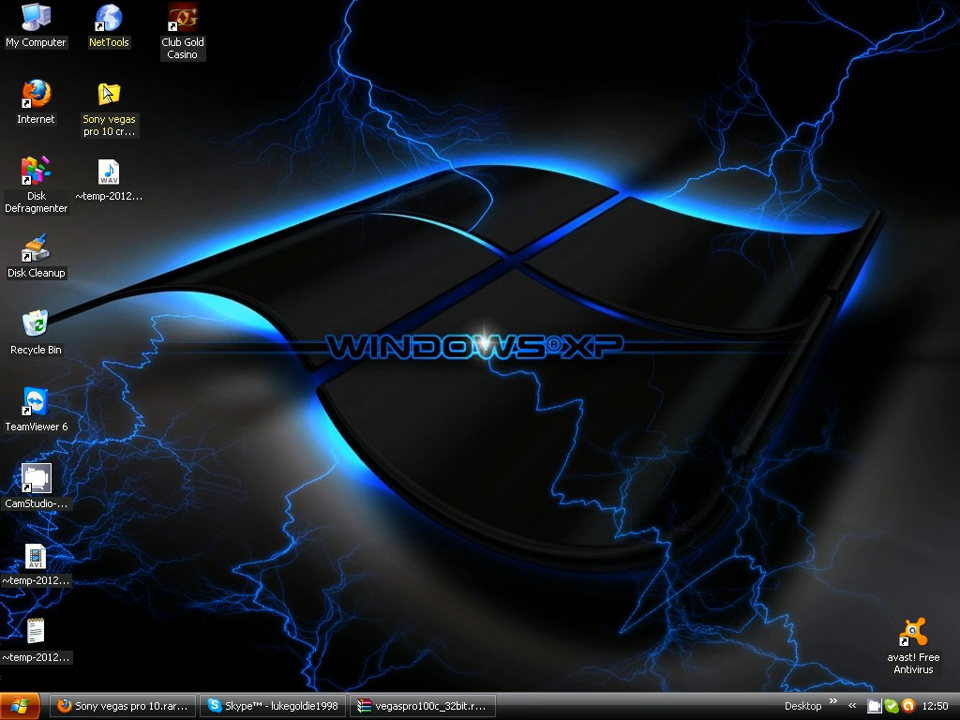 My Computer
NetTools
Club Gold
Casino
Internet
Sony vegas
pro 10 cr...
Disk
Defragmenter
WAV
~temp-2012...
Disk Cleanup
WINDOWS®XP
Recycle Bin
TeamViewer 6
CamStudio-...
AVI
~temp-2012...
~temp-2012...
avast! Free
Antivirus
Sony vegas pro 10.rar...
Skype™ - lukegoldie1998
vegaspro100c_32bit.r...
Desktop
12:50